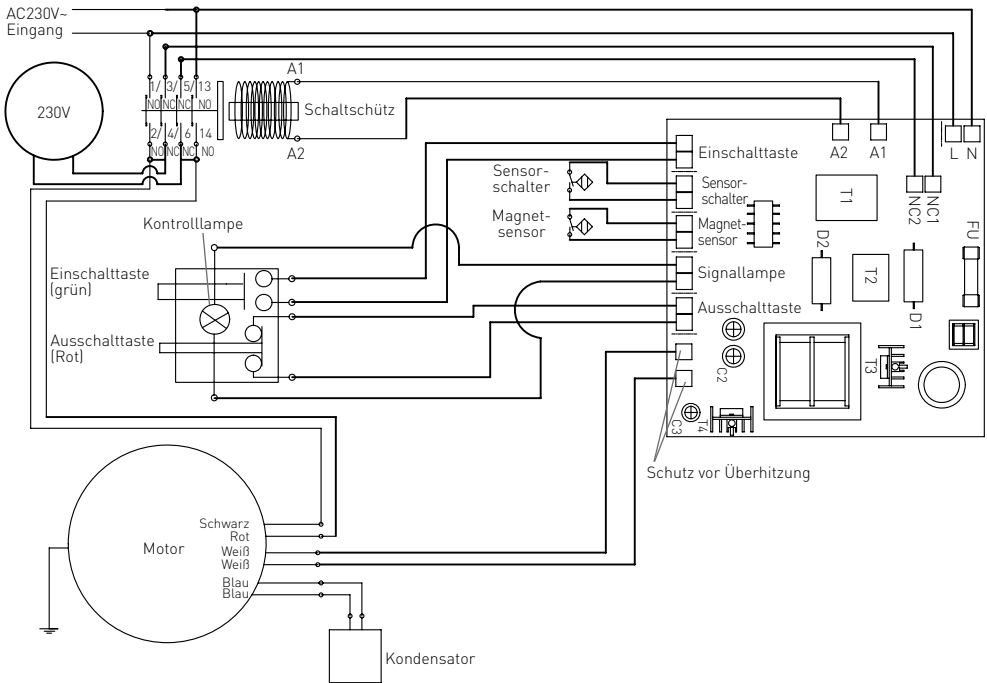 AC230V~
Eingang
230V
1/ 3/ 5/ 13
NO NC NC NO
2/ 4/ 6 14
NO NC NC NO
A1
Schaltschütz
A2
A2 A1
L N
NC2 NC1
Einschalttaste
Sensor-
schalter
Sensor-
schalter
Magnet-
sensor
Magnet-
sensor
Signallampe
Ausschalttaste
T1
D2
T2
D1
FU
C2
T3
C3
T4
Schutz vor Überhitzung
Kontrolllampe
Einschalttaste
(grün)
Ausschalttaste
(Rot)
Motor
Schwarz
Rot
Weiß
Weiß
Blau
Blau
Kondensator